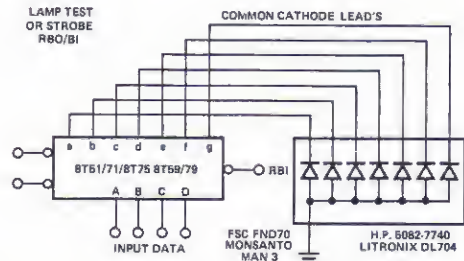 LAMP TEST
OR STROBE
RBO/BI
COMMON CATHODE LEAD'S
a b c d e f g
8T51/71/8T75 8T59/79
RBI
A B C D
INPUT DATA
FSC FND70
MONSANTO
MAN 3
H.P. 5082-7740
LITRONIX DL704